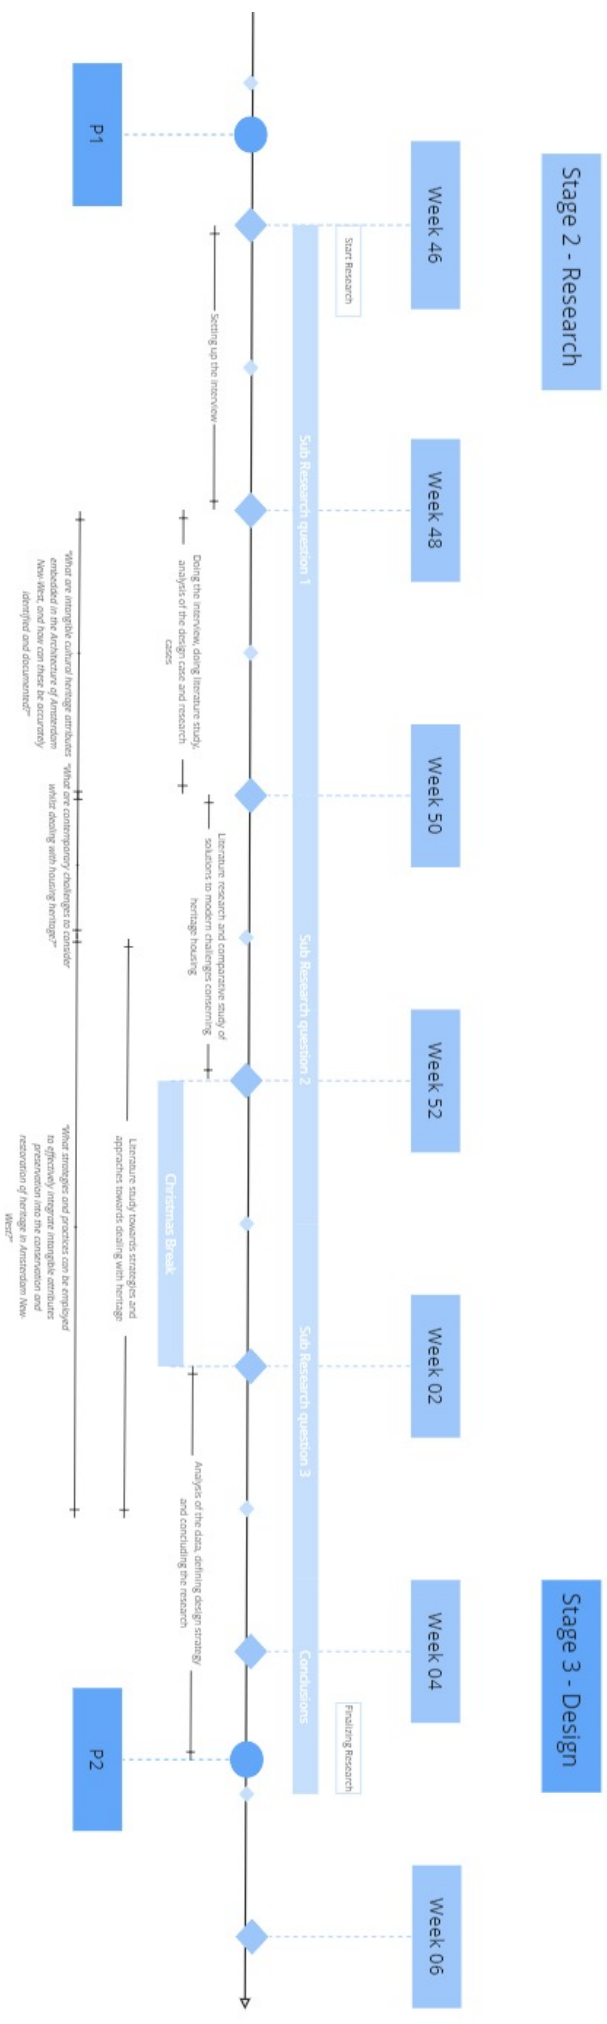 Stage 2 - Research
Stage 3 - Design
Week 46
Week 48
Week 50
Week 52
Week 02
Week 04
Week 06
Start Research
Finalizing Research
Sub Research question 1
Sub Research question 2
Sub Research question 3
Conclusions
Setting up the interview
Doing the interview, doing literature study,
analysis of the design case and research
cases
Literature research and comparative study of
solutions to modern challenges conserning
heritage housing
Christmas Break
Analysis of the data, defining design strategy
and concluding the research
Literature study towards strategies and
appraches towards dealing with heritage
P1
P2
"What are intangible cultural heritage attributes
embedded in the Architecture of Amsterdam
New-West, and how can these be accurately
identified and documented?"
"What are contemporary challenges to consider
whilst dealing with housing heritage?"
"What strategies and practices can be employed
to effectively integrate intangible attributes
preservation into the conservation and
restoration of heritage in Amsterdam New-
West?"